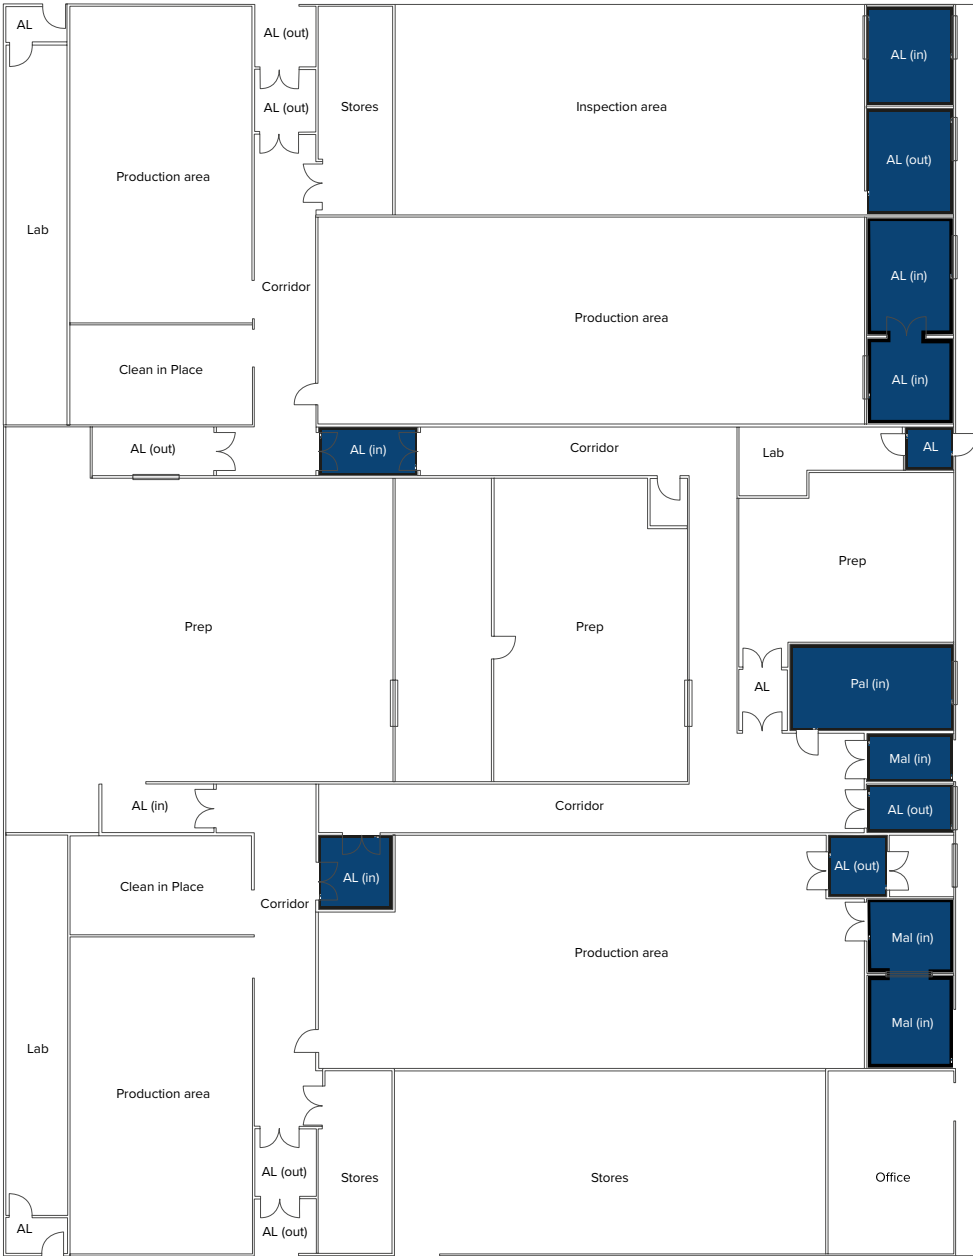 AL
AL (out)
AL (in)
AL (out)
Stores
Inspection area
AL (out)
Production area
Lab
AL (in)
Corridor
Production area
Clean in Place
AL (in)
AL (out)
AL (in)
Corridor
Lab
AL
Prep
Prep
Prep
AL
Pal (in)
Mal (in)
AL (in)
Corridor
AL (out)
Clean in Place
AL (in)
AL (out)
Corridor
Mal (in)
Production area
Mal (in)
Lab
Production area
AL (out)
Stores
Stores
Office
AL
AL (out)